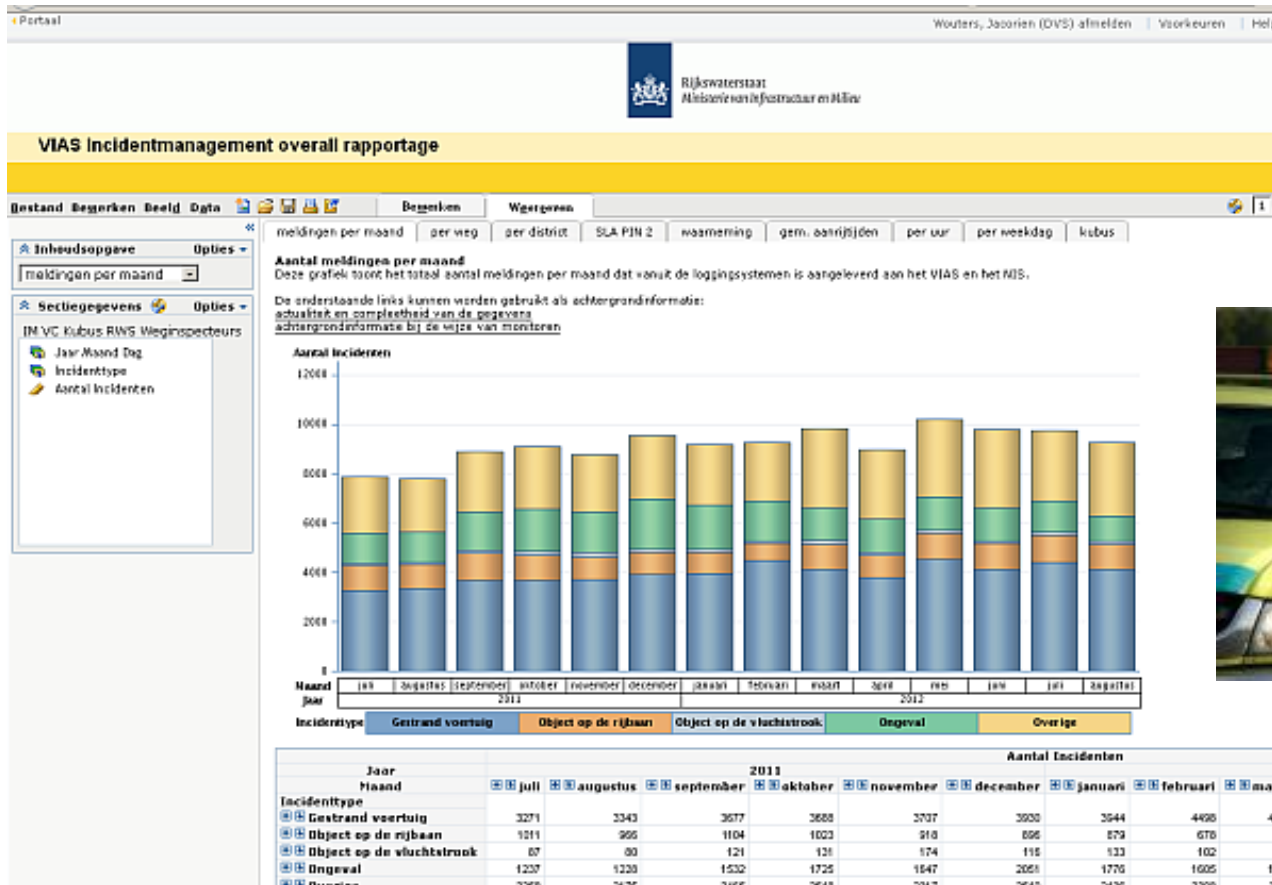 Portaal
Wouters, Jacorien (DVS) afmelden | Voorkeuren | Help
Rijkswaterstaat
Ministerie van Infrastructuur en Milieu
VIAS Incidentmanagement overall rapportage
Bestand Bewerken Beeld Data Bewerken Weergeven 1
meldingen per maand per weg per district SLA PIN 2 waarneming gem. aanrijtijden per uur per weekdag kubus
Inhoudsopgave Opties
meldingen per maand
Sectiegegevens Opties
IM VC Kubus RWS Weginspecteurs
Jaar Maand Dag
Incidenttype
Aantal Incidenten
Aantal meldingen per maand
Deze grafiek toont het totaal aantal meldingen per maand dat vanuit de loggingsystemen is aangeleverd aan het VIAS en het NIS.
De onderstaande links kunnen worden gebruikt als achtergrondinformatie:
actualiteit en compleetheid van de gegevens
achtergrondinformatie bij de wijze van monitoren
Aantal Incidenten
12000
10000
8000
6000
4000
2000
0
Maand juli augustus september oktober november december januari februari maart april mei juni juli augustus
Jaar 2011 2012
Incidenttype Gestrand voertuig Object op de rijbaan Object op de vluchtstrook Ongeval Overige
Aantal Incidenten
Jaar 2011
Maand juli augustus september oktober november december januari februari
Incidenttype
Gestrand voertuig 3271 3343 3677 3688 3707 3930 3944 4498
Object op de rijbaan 1011 966 1104 1023 918 896 879 678
Object op de vluchtstrook 87 80 121 131 174 115 133 102
Ongeval 1237 1228 1532 1725 1647 2051 1776 1605
Overige